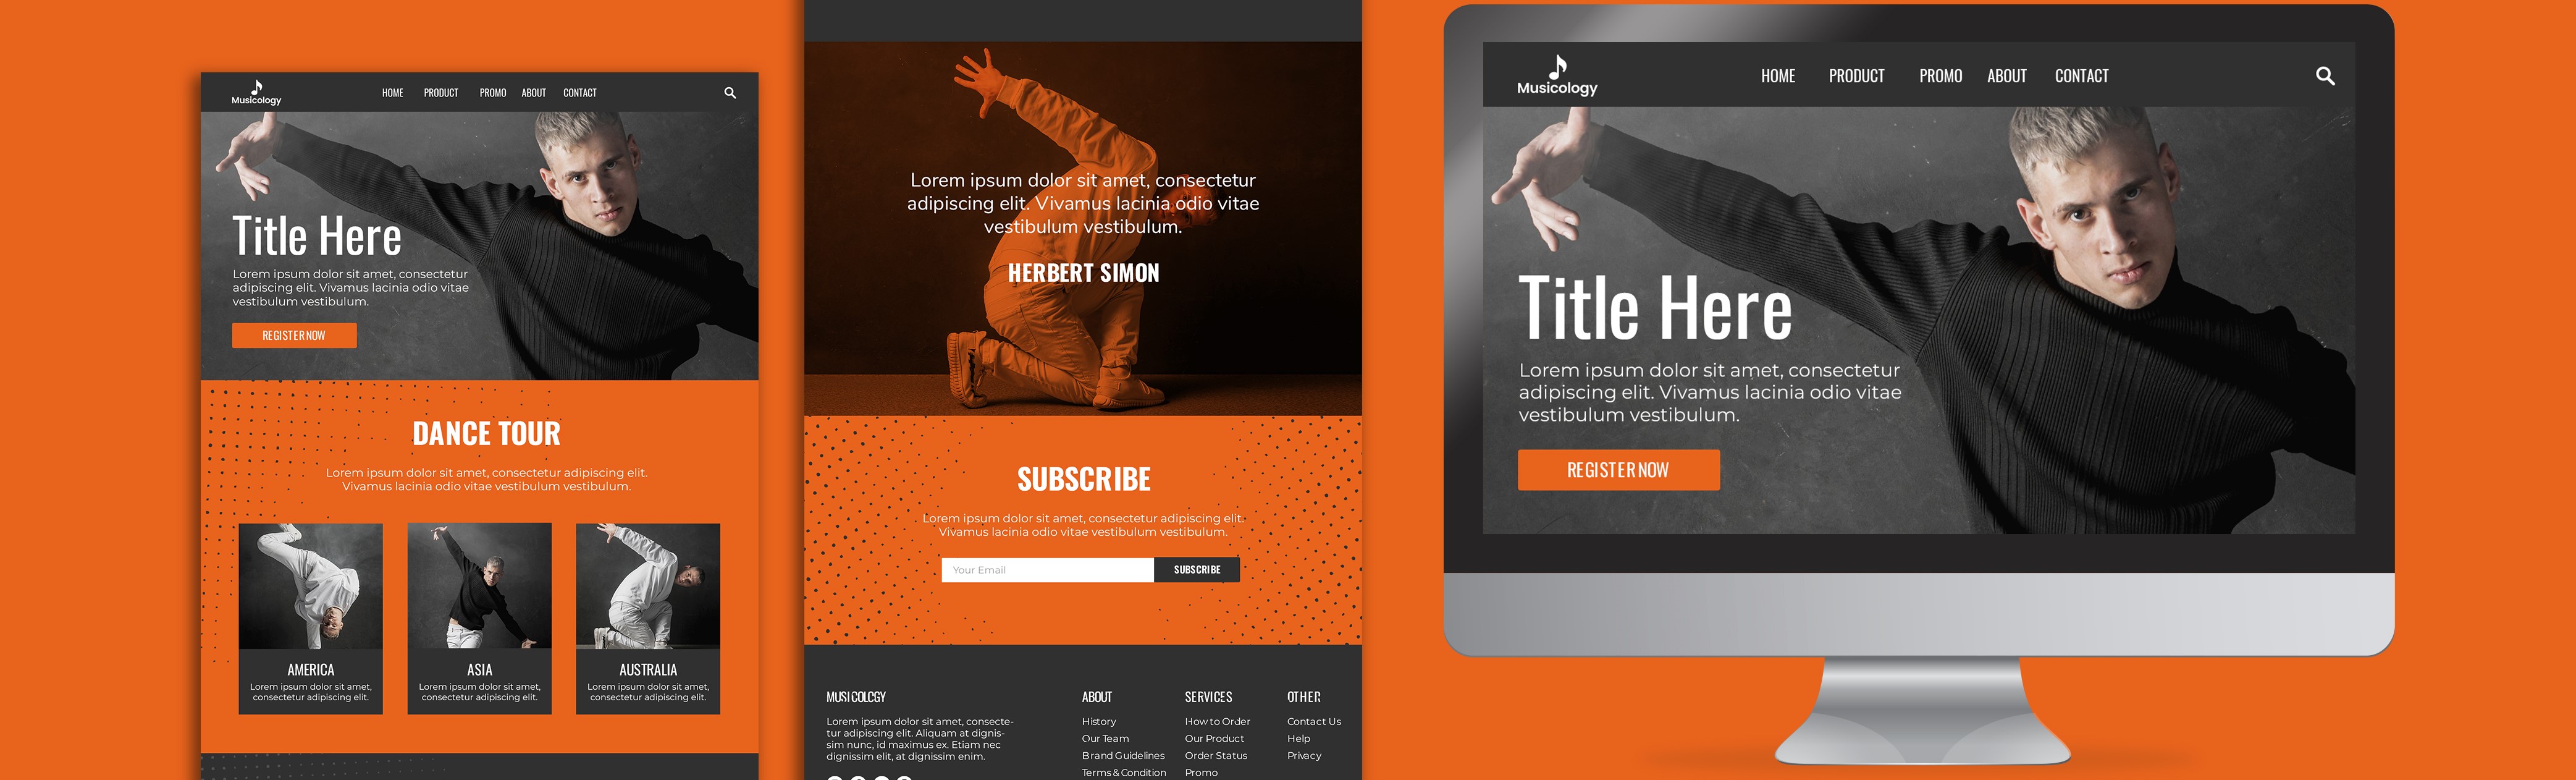 Musicology
HOME PRODUCT PROMO ABOUT CONTACT
Title Here
Lorem ipsum dolor sit amet, consectetur
adipiscing elit. Vivamus lacinia odio vitae
vestibulum vestibulum.
REGISTER NOW
DANCE TOUR
Lorem ipsum dolor sit amet, consectetur adipiscing elit.
Vivamus lacinia odio vitae vestibulum vestibulum.
AMERICA
Lorem ipsum dolor sit amet,
consectetur adipiscing elit.
ASIA
Lorem ipsum dolor sit amet,
consectetur adipiscing elit.
AUSTRALIA
Lorem ipsum dolor sit amet,
consectetur adipiscing elit.
Lorem ipsum dolor sit amet, consectetur
adipiscing elit. Vivamus lacinia odio vitae
vestibulum vestibulum.
HERBERT SIMON
SUBSCRIBE
Lorem ipsum dolor sit amet, consectetur adipiscing elit.
Vivamus lacinia odio vitae vestibulum vestibulum.
Your Email SUBSCRIBE
MUSICOLOGY
Lorem ipsum dolor sit amet, consecte-
tur adipiscing elit. Aliquam at dignis-
sim nunc, id maximus ex. Etiam nec
dignissim elit, at dignissim enim.
ABOUT
History
Our Team
Brand Guidelines
Terms & Condition
SERVICES
How to Order
Our Product
Order Status
Promo
OTHER
Contact Us
Help
Privacy
Musicology
HOME PRODUCT PROMO ABOUT CONTACT
Title Here
Lorem ipsum dolor sit amet, consectetur
adipiscing elit. Vivamus lacinia odio vitae
vestibulum vestibulum.
REGISTER NOW